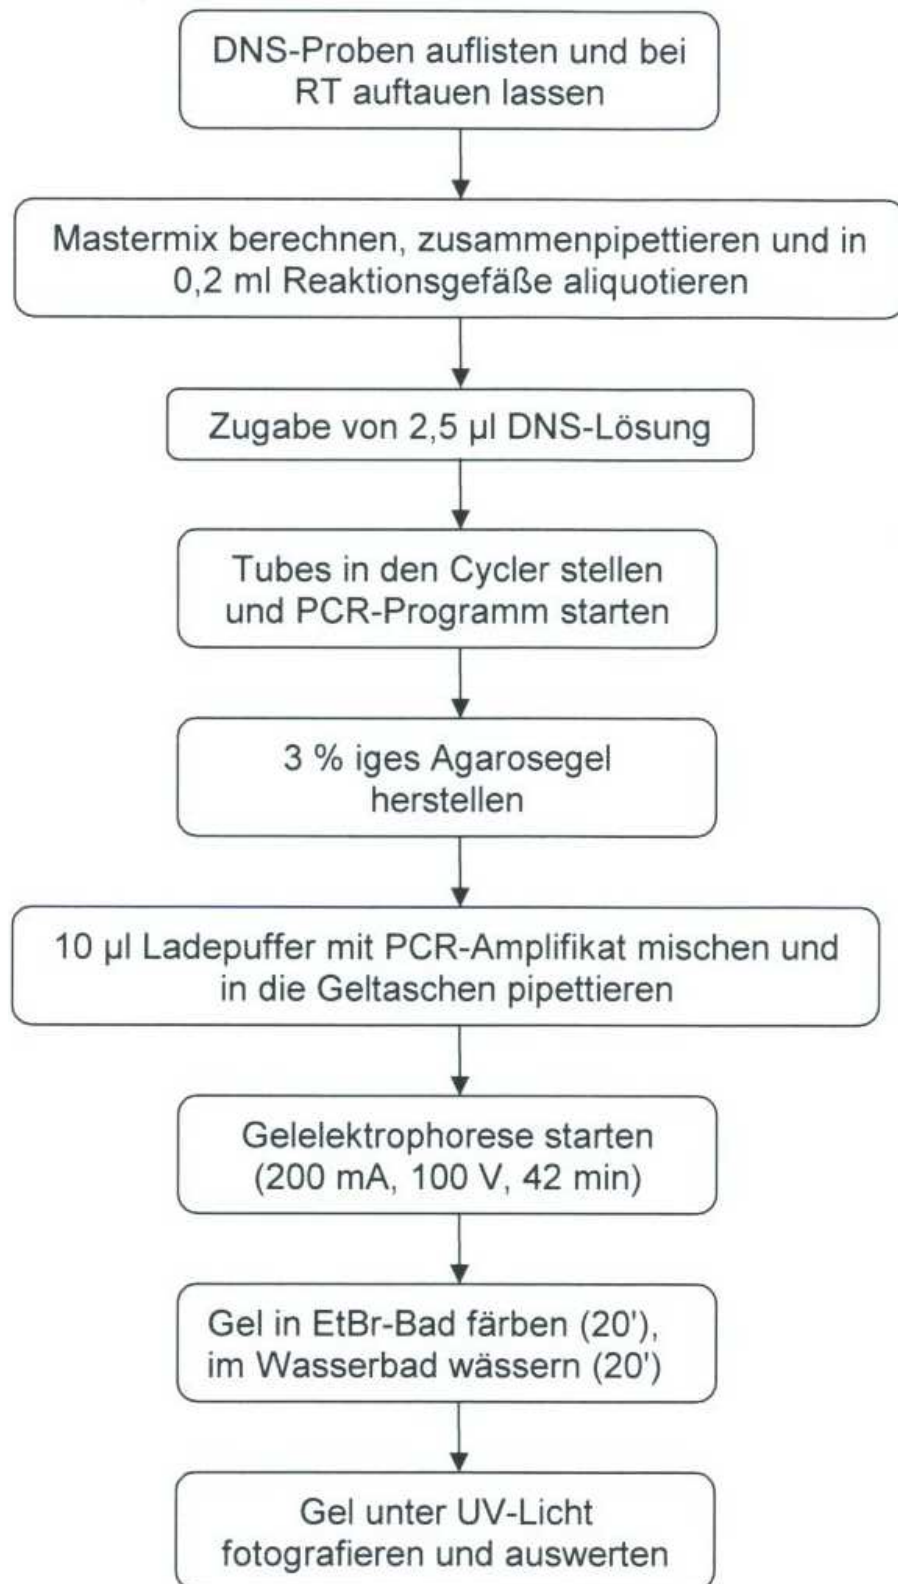 DNS-Proben auflisten und bei
RT auftauen lassen
Mastermix berechnen, zusammenpipettieren und in
0,2 ml Reaktionsgefäße aliquotieren
Zugabe von 2,5 µl DNS-Lösung
Tubes in den Cycler stellen
und PCR-Programm starten
3 % iges Agarosegel
herstellen
10 µl Ladepuffer mit PCR-Amplifikat mischen und
in die Geltaschen pipettieren
Gelelektrophorese starten
(200 mA, 100 V, 42 min)
Gel in EtBr-Bad färben (20'),
im Wasserbad wässern (20')
Gel unter UV-Licht
fotografieren und auswerten